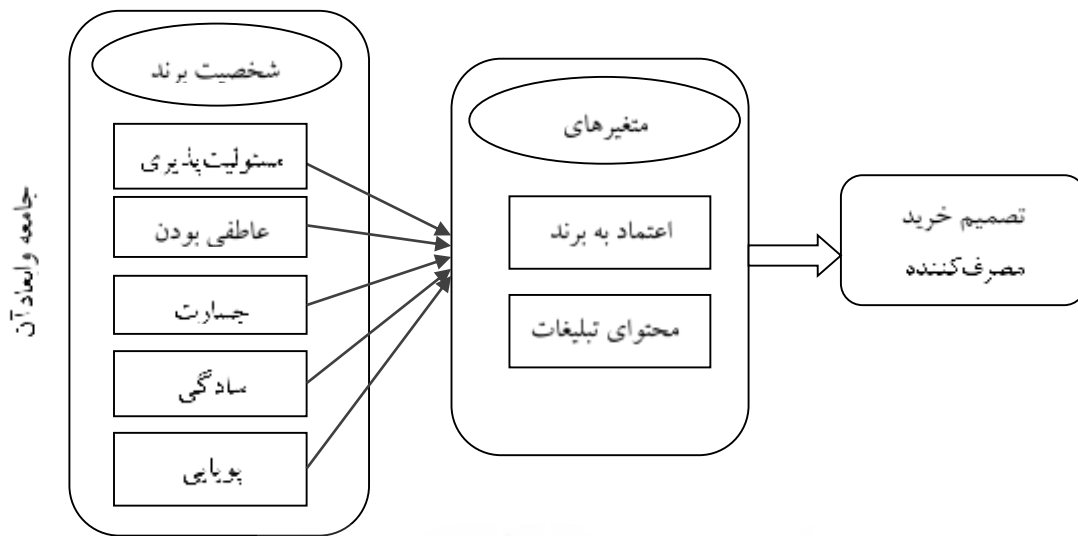 شخصیت برند
مسئولیت‌پذیری
عاطفی بودن
جسارت
سادگی
پویایی
جامعه و ابعاد آن
متغیرهای
اعتماد به برند
محتوای تبلیغات
تصمیم خرید
مصرف‌کننده